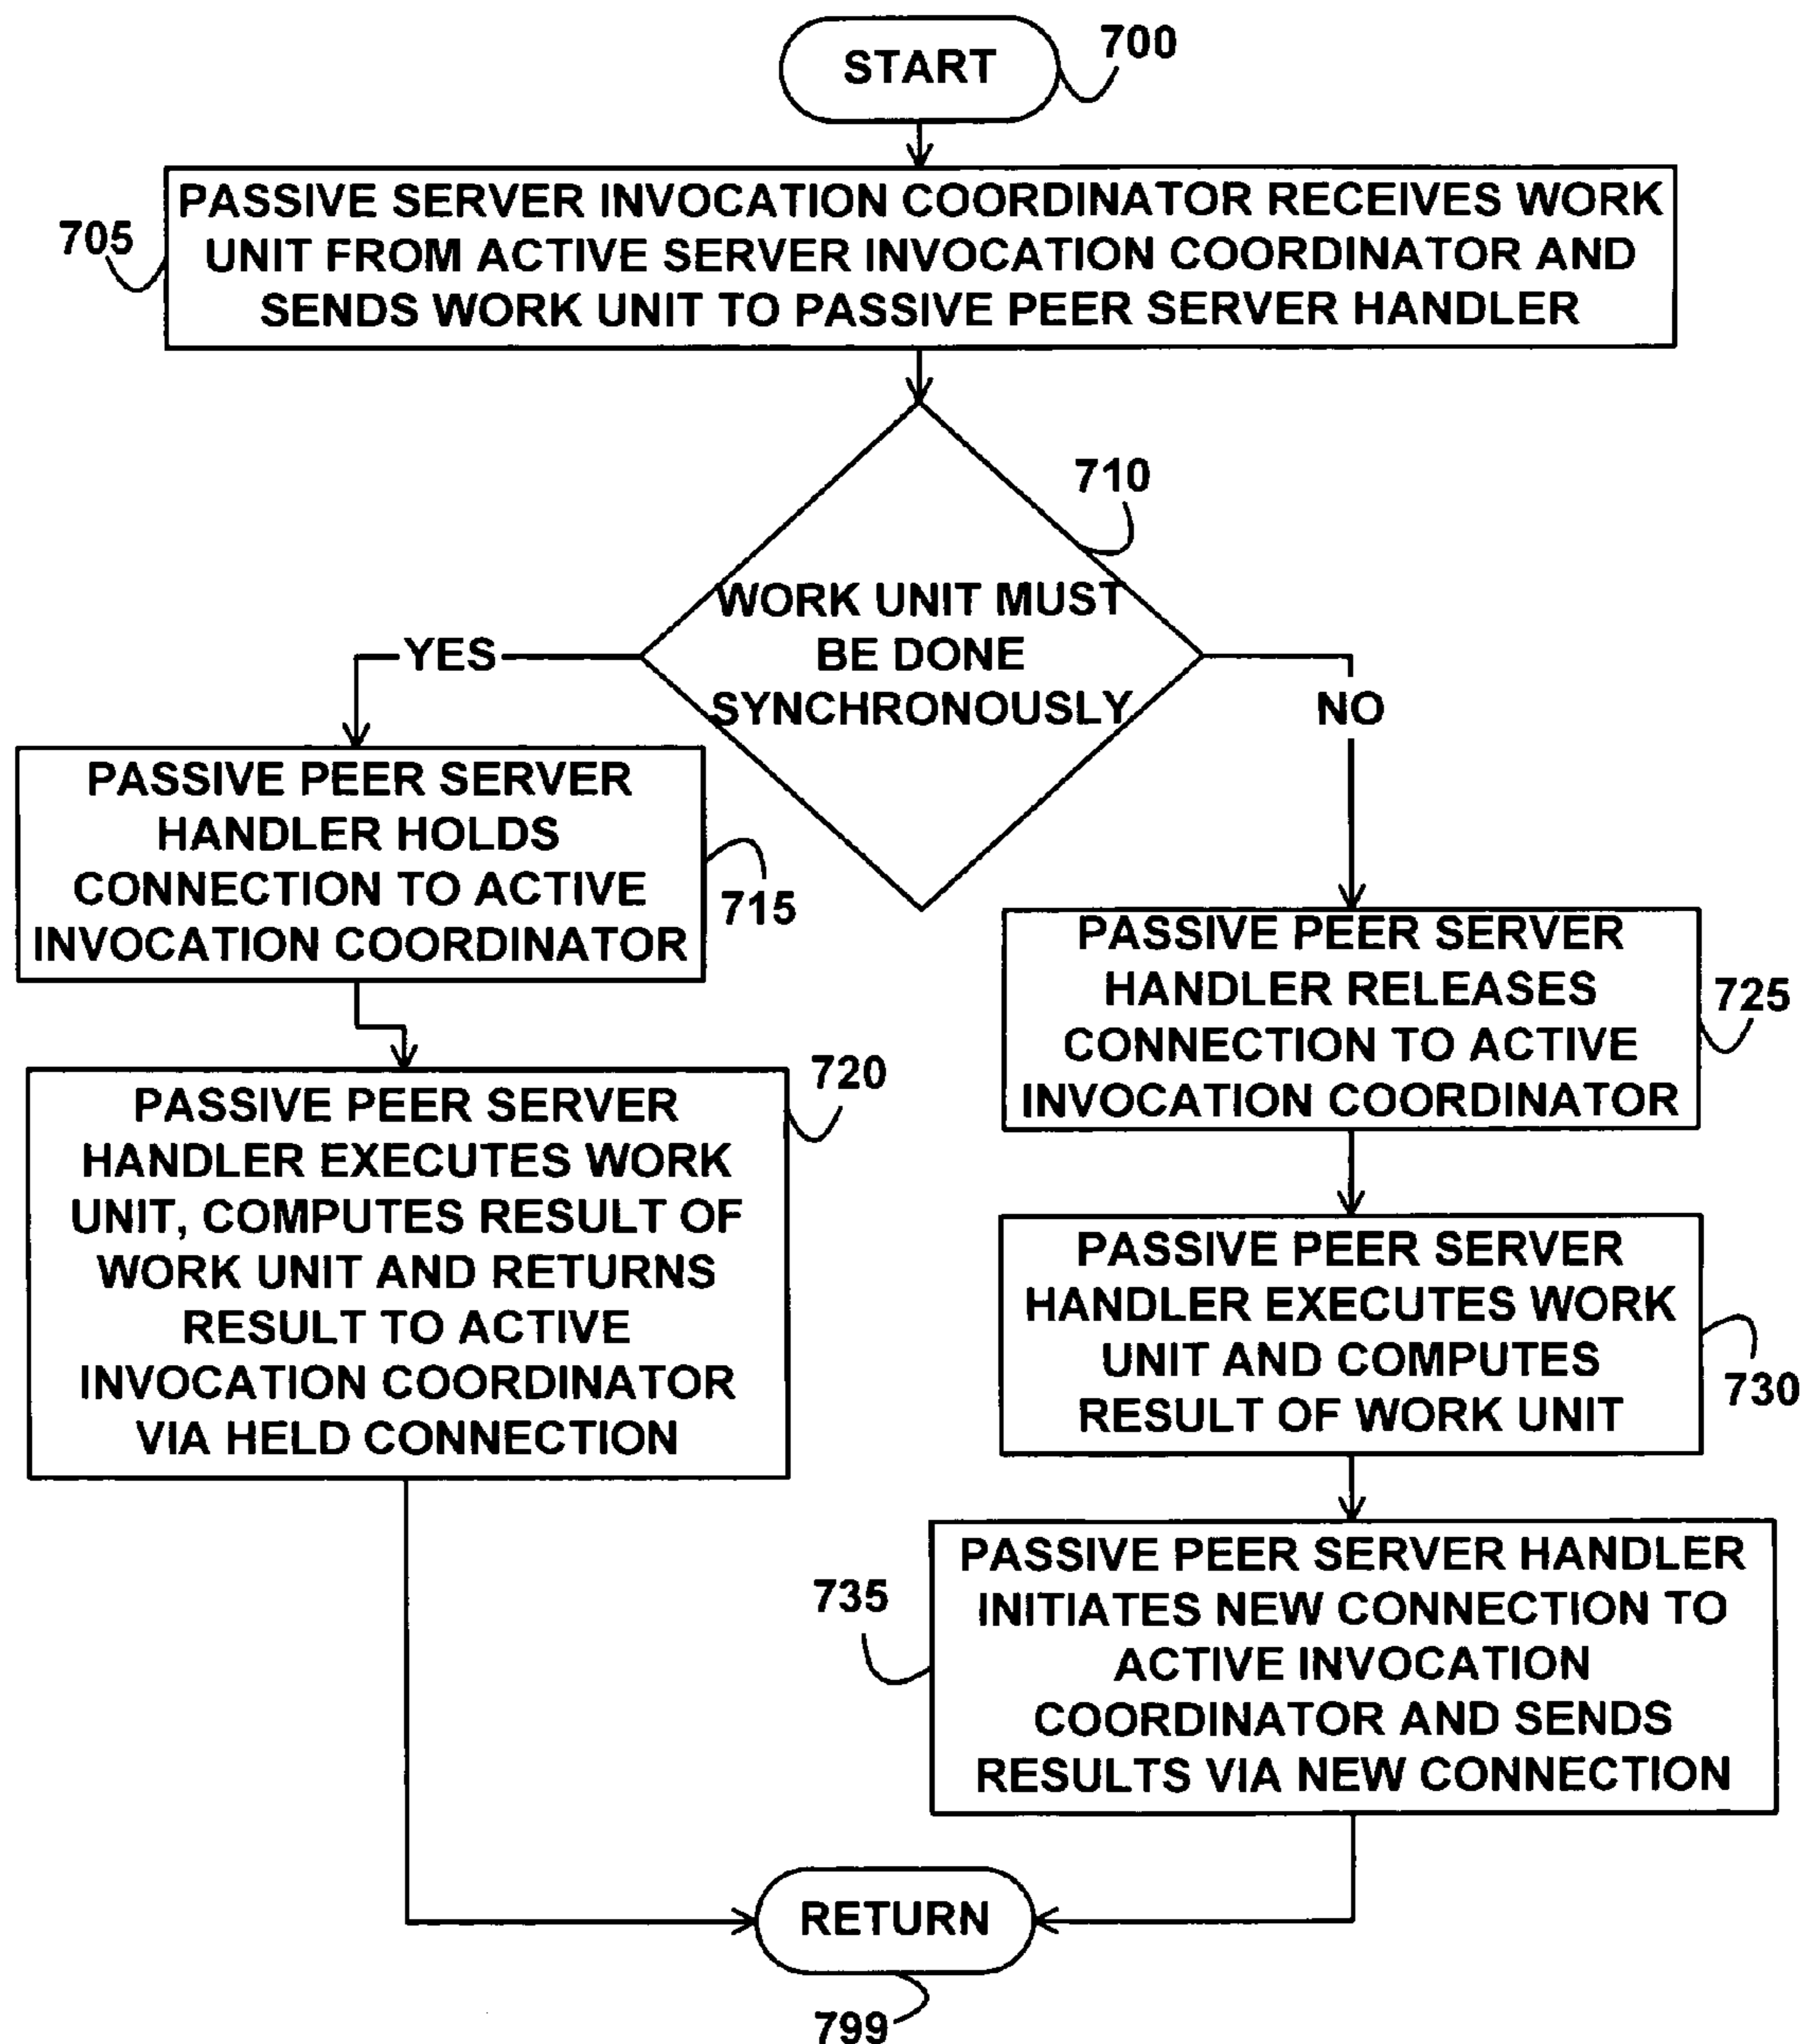 START
700
705
PASSIVE SERVER INVOCATION COORDINATOR RECEIVES WORK
UNIT FROM ACTIVE SERVER INVOCATION COORDINATOR AND
SENDS WORK UNIT TO PASSIVE PEER SERVER HANDLER
710
WORK UNIT MUST
BE DONE
SYNCHRONOUSLY
YES
NO
PASSIVE PEER SERVER
HANDLER HOLDS
CONNECTION TO ACTIVE
INVOCATION COORDINATOR
715
PASSIVE PEER SERVER
HANDLER EXECUTES WORK
UNIT, COMPUTES RESULT OF
WORK UNIT AND RETURNS
RESULT TO ACTIVE
INVOCATION COORDINATOR
VIA HELD CONNECTION
720
PASSIVE PEER SERVER
HANDLER RELEASES
CONNECTION TO ACTIVE
INVOCATION COORDINATOR
725
PASSIVE PEER SERVER
HANDLER EXECUTES WORK
UNIT AND COMPUTES
RESULT OF WORK UNIT
730
735
PASSIVE PEER SERVER HANDLER
INITIATES NEW CONNECTION TO
ACTIVE INVOCATION
COORDINATOR AND SENDS
RESULTS VIA NEW CONNECTION
RETURN
799